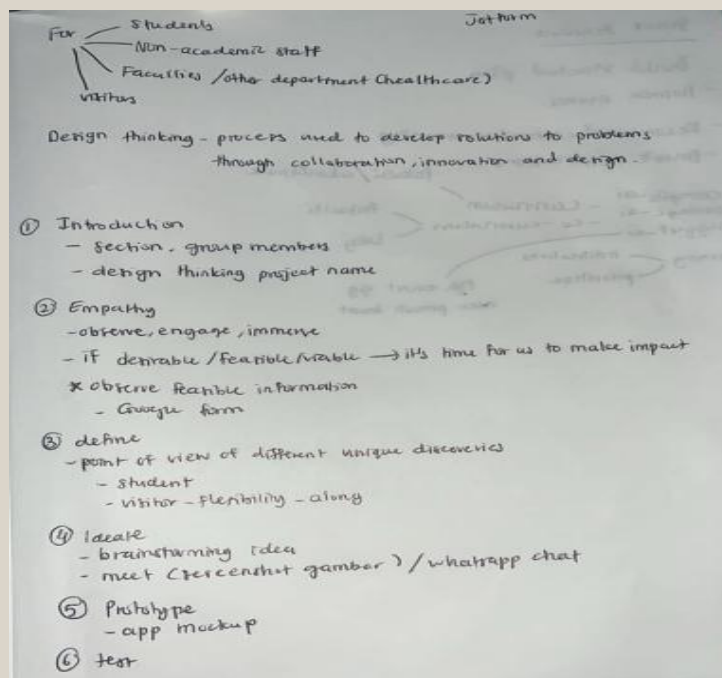 For
Students
Jotform
Non-academic staff
Faculties / other department (healthcare)
visitors
Design thinking - process used to develop solutions to problems
through collaboration, innovation and design.
① Introduction
- section, group members
- design thinking project name
② Empathy
- observe, engage, immerse
- if desirable/feasible/viable → it's time for us to make impact
* observe feasible information
- Google form
③ define
- point of view of different unique discoveries
- student
- visitor - flexibility - along
④ Ideate
- brainstorming idea
- meet (screenshot gambar) / whatsapp chat
⑤ Prototype
- app mockup
⑥ test